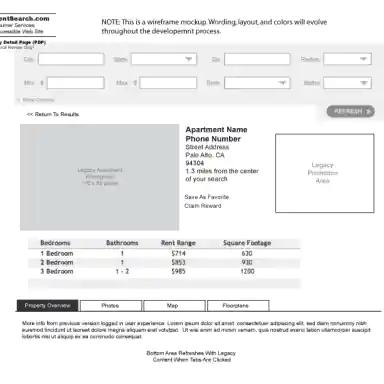 entSearch.com
NOTE: This is a wireframe mockup. Wording, layout, and colors will evolve
throughout the developemnt process.
Web Site
Detail Page (PDP)
City
State
Zip
Radius
Min $
Max $
Beds
Baths
REFRESH
<< Return To Results
Apartment Name
Phone Number
Street Address
Palo Alto, CA
94304
1.3 miles from the center
of your search
Save As Favorite
Claim Reward
Legacy
Promotion
Area
Legacy Apartment
Bedrooms Bathrooms Rent Range Square Footage
1 Bedroom 1 $714 630
2 Bedroom 1 $853 930
3 Bedroom 1 - 2 $985 1200
Property Overview Photos Map Floorplans
More info from previous version logged in user experience. Lorem ipsum dolor sit amet, consectetuer adipiscing elit, sed diam nonummy nibh
euismod tincidunt ut laoreet dolore magna aliquam erat volutpat. Ut wisi enim ad minim veniam, quis nostrud exerci tation ullamcorper suscipit
lobortis nisl ut aliquip ex ea commodo consequat.
Bottom Area Refreshes With Legacy
Content When Tabs Are Clicked